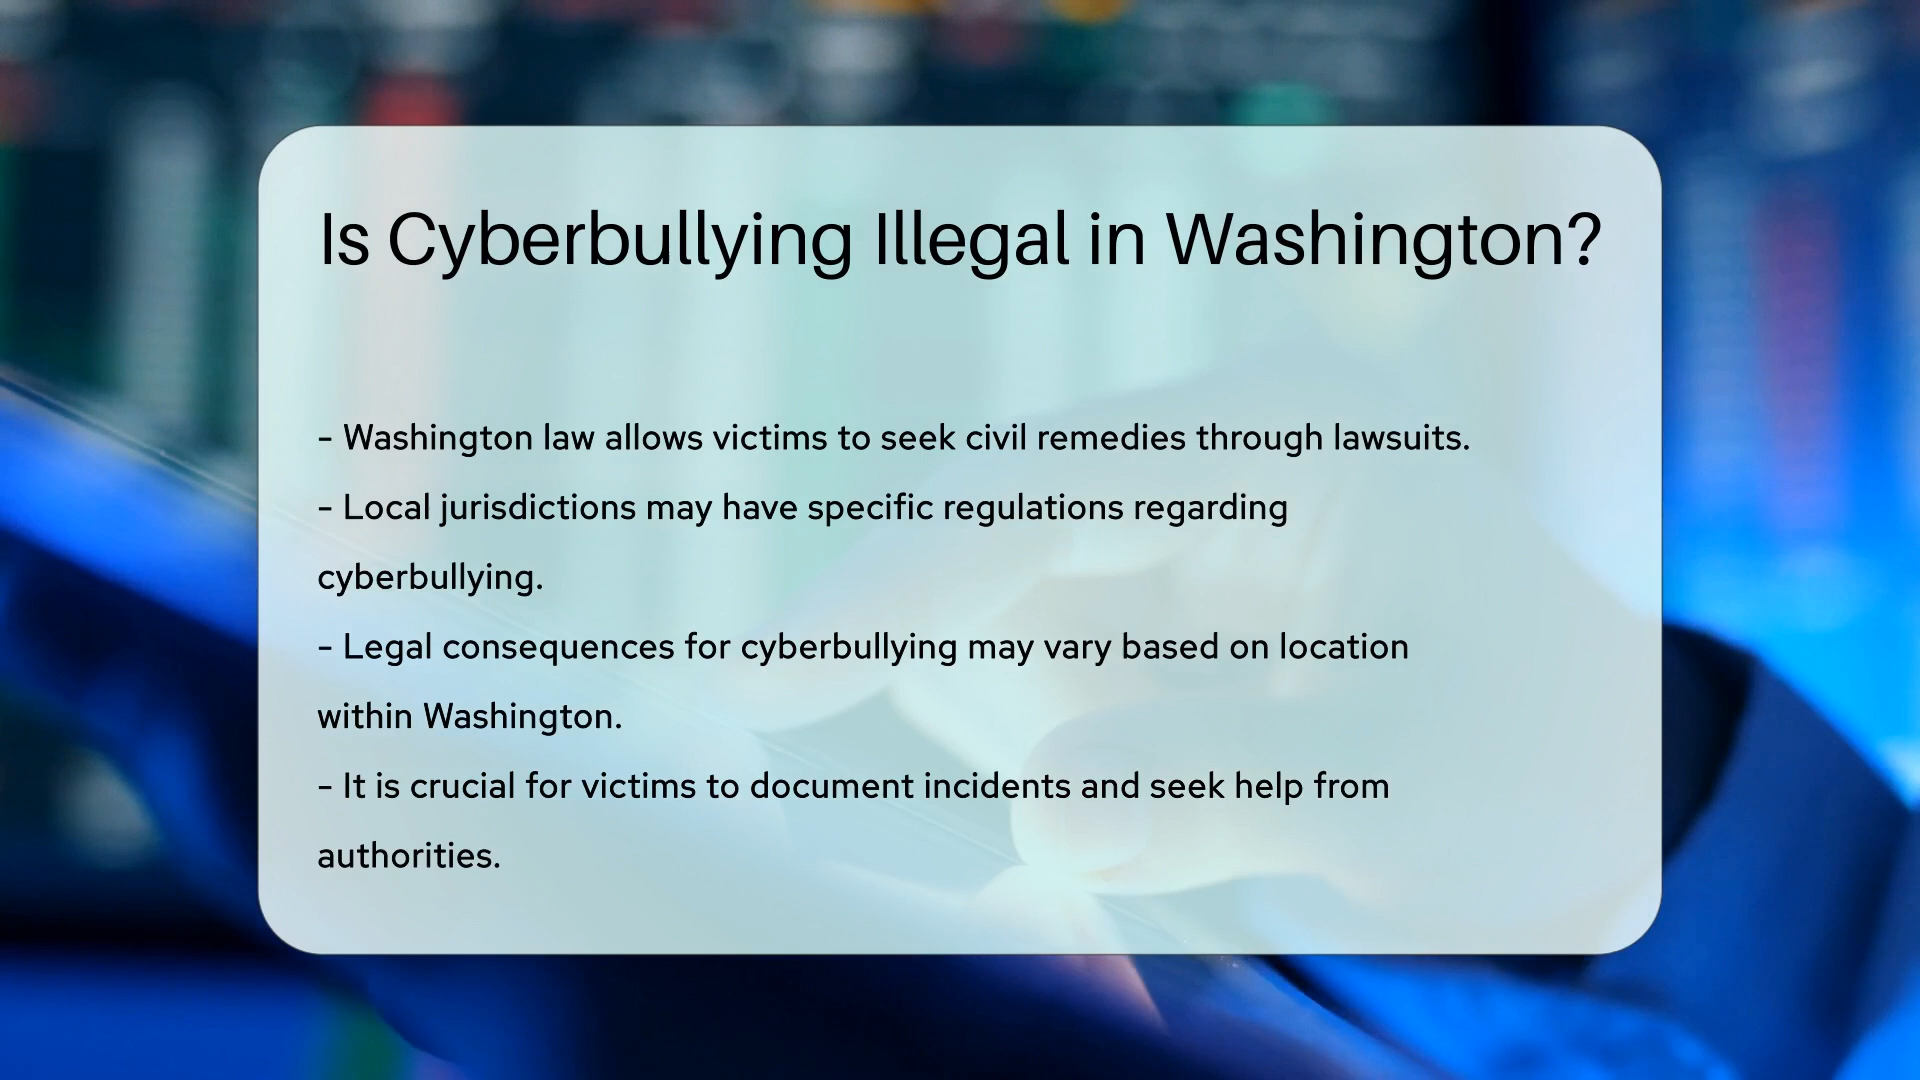 Is Cyberbullying Illegal in Washington?
- Washington law allows victims to seek civil remedies through lawsuits.
- Local jurisdictions may have specific regulations regarding
cyberbullying.
- Legal consequences for cyberbullying may vary based on location
within Washington.
- It is crucial for victims to document incidents and seek help from
authorities.